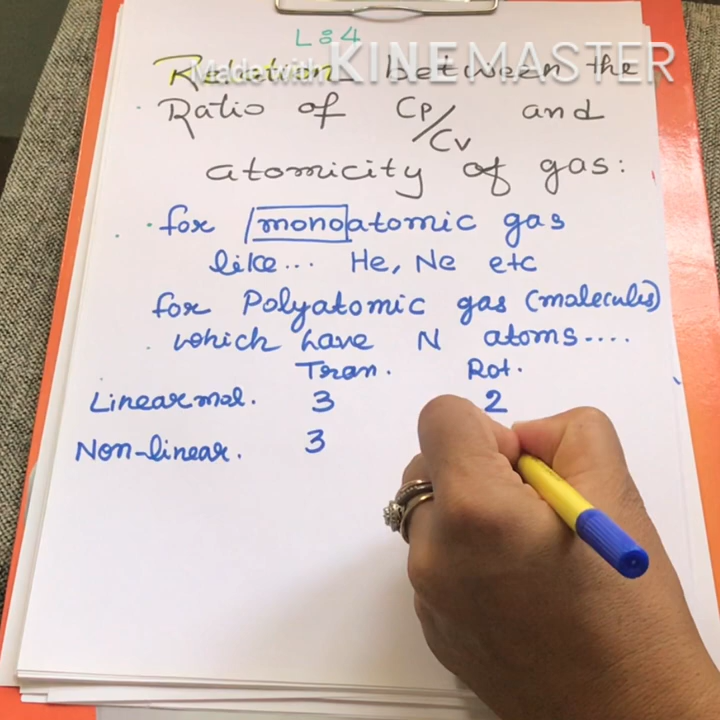 L:4
Made with KINEMASTER
Relation between the
Ratio of Cp/Cv and
atomicity of gas:
for monoatomic gas
like... He, Ne etc
for Polyatomic gas (molecules)
which have N atoms....
Tran. Rot.
Linear mol. 3 2
Non-linear. 3